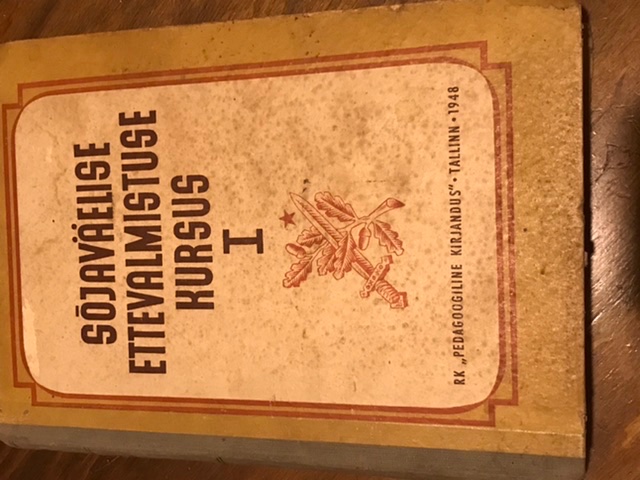 SÕJAVÄELISE
ETTEVALMISTUSE
KURSUS
I
RK „PEDAGOOGILINE KIRJANDUS“ • TALLINN • 1948